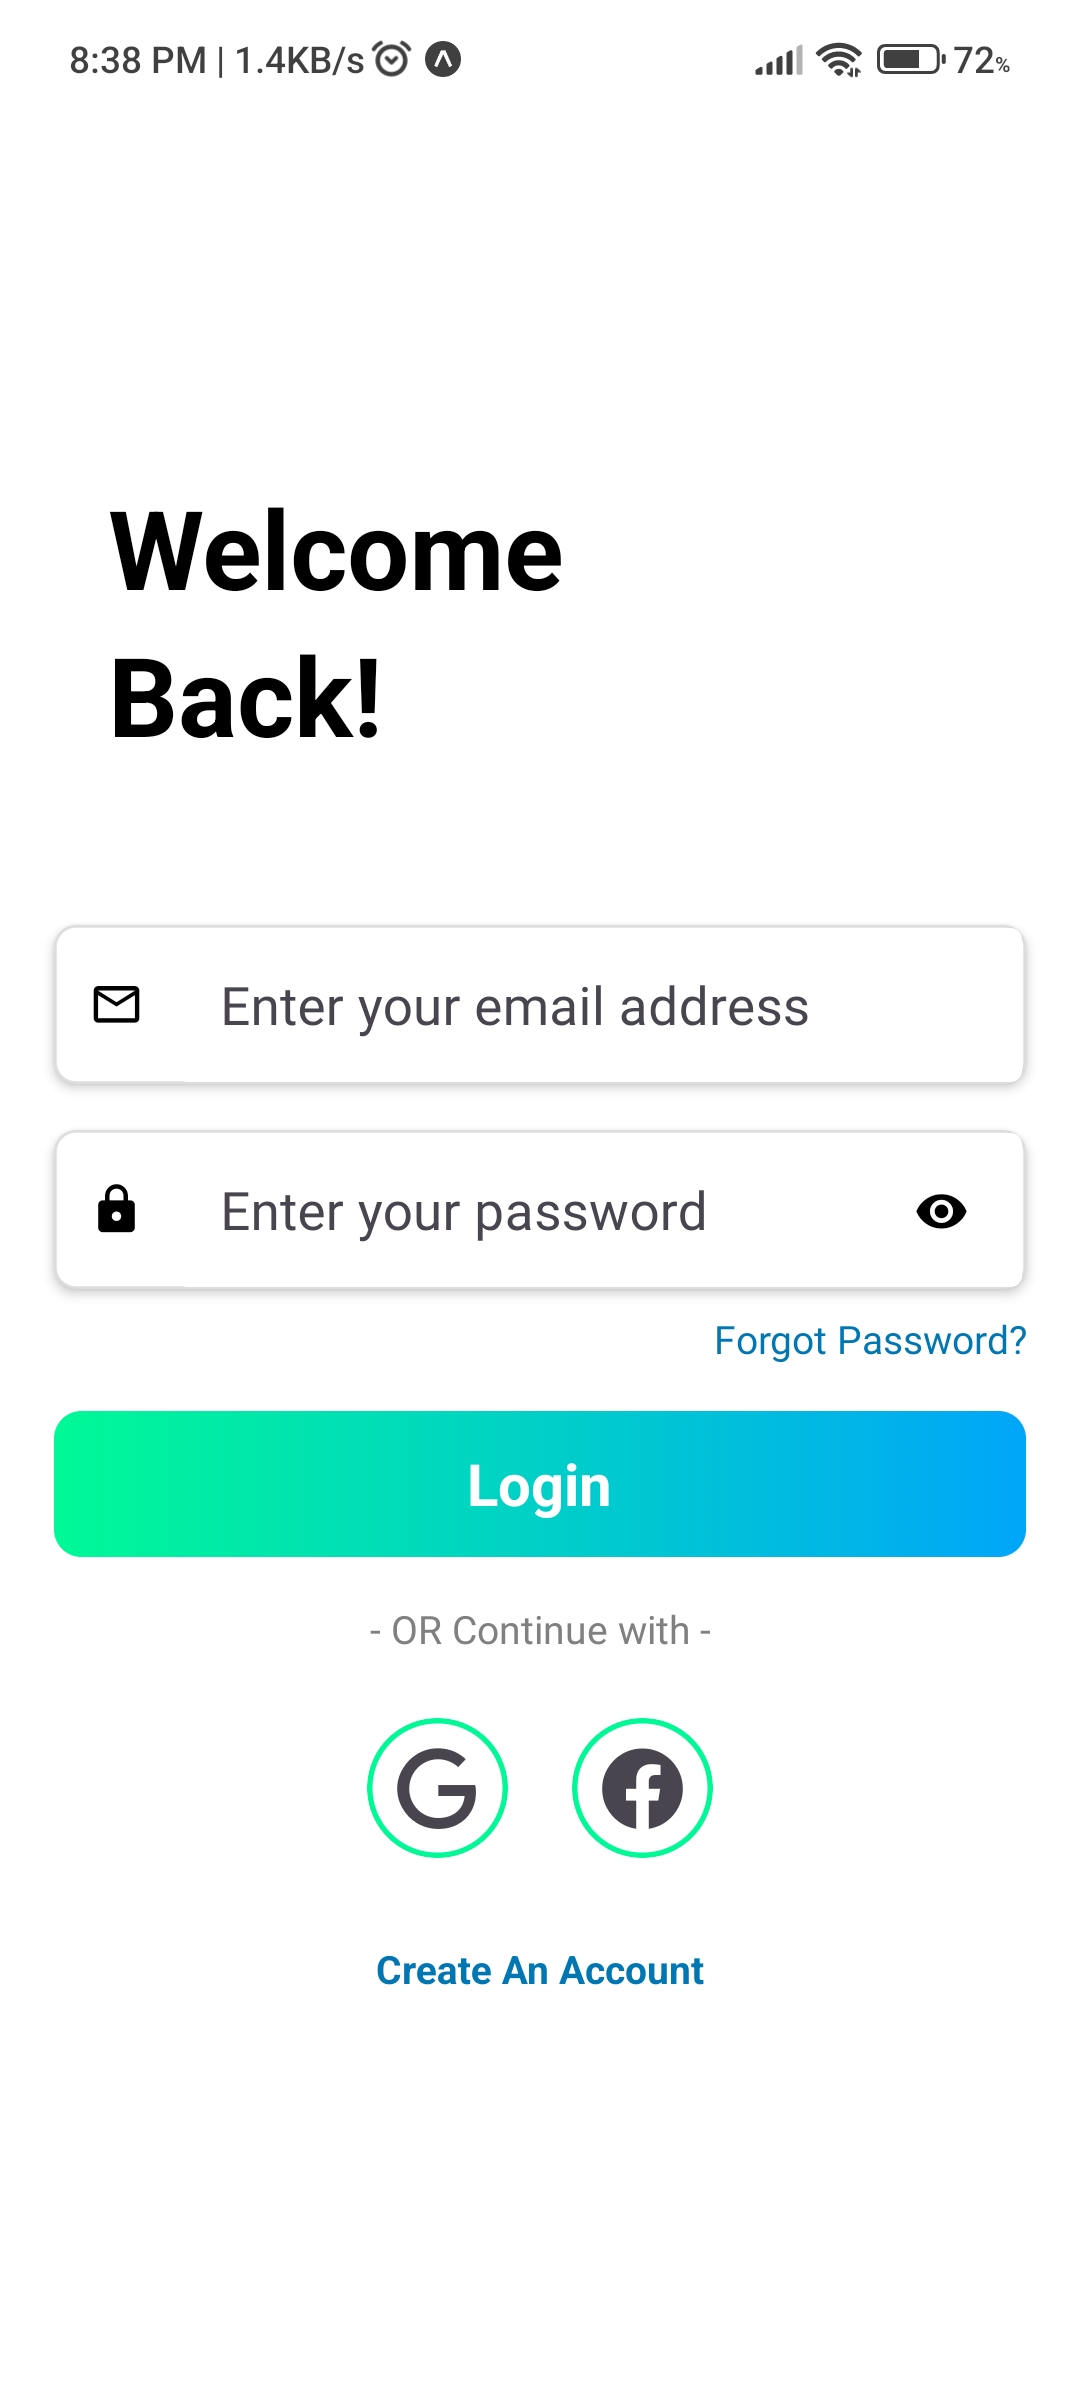 8:38 PM | 1.4KB/s 72%
Welcome
Back!
Enter your email address
Enter your password
Forgot Password?
Login
- OR Continue with -
Create An Account